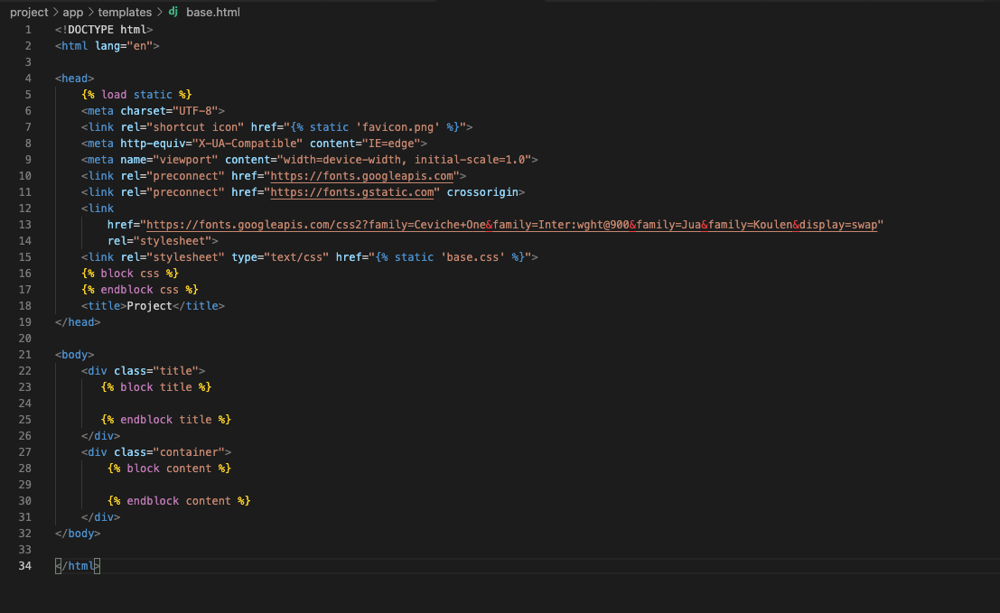 project > app > templates > dj base.html
1 <!DOCTYPE html>
2 <html lang="en">
3
4 <head>
5     {% load static %}
6     <meta charset="UTF-8">
7     <link rel="shortcut icon" href="{% static 'favicon.png' %}">
8     <meta http-equiv="X-UA-Compatible" content="IE=edge">
9     <meta name="viewport" content="width=device-width, initial-scale=1.0">
10     <link rel="preconnect" href="https://fonts.googleapis.com">
11     <link rel="preconnect" href="https://fonts.gstatic.com" crossorigin>
12     <link
13         href="https://fonts.googleapis.com/css2?family=Ceviche+One&family=Inter:wght@900&family=Jua&family=Koulen&display=swap"
14         rel="stylesheet">
15     <link rel="stylesheet" type="text/css" href="{% static 'base.css' %}">
16     {% block css %}
17     {% endblock css %}
18     <title>Project</title>
19 </head>
20
21 <body>
22     <div class="title">
23        {% block title %}
24
25        {% endblock title %}
26     </div>
27     <div class="container">
28         {% block content %}
29
30         {% endblock content %}
31     </div>
32 </body>
33
34 </html>